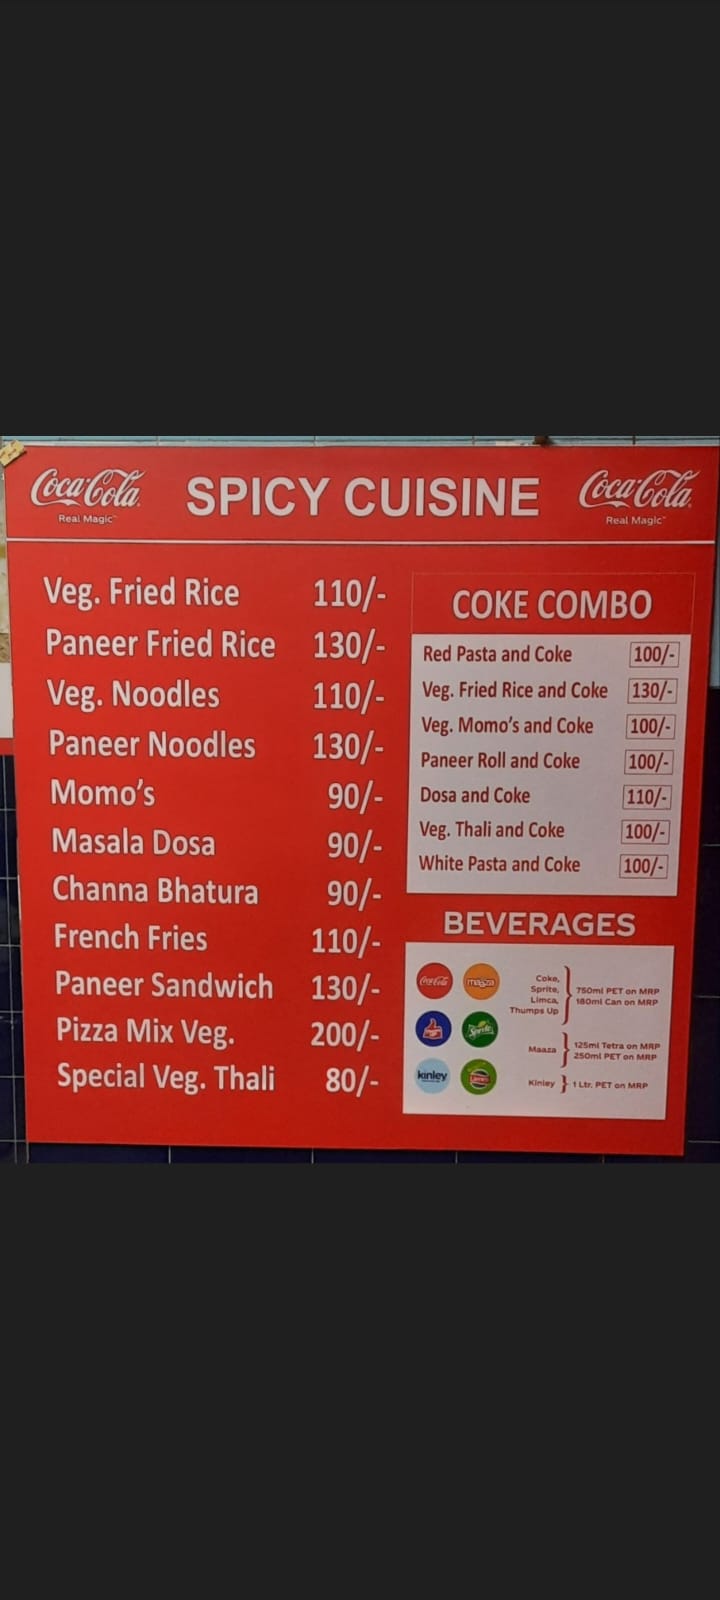 Coca-Cola
Real Magic™
SPICY CUISINE
Coca-Cola
Real Magic™
Veg. Fried Rice 110/-
Paneer Fried Rice 130/-
Veg. Noodles 110/-
Paneer Noodles 130/-
Momo's 90/-
Masala Dosa 90/-
Channa Bhatura 90/-
French Fries 110/-
Paneer Sandwich 130/-
Pizza Mix Veg. 200/-
Special Veg. Thali 80/-
COKE COMBO
Red Pasta and Coke 100/-
Veg. Fried Rice and Coke 130/-
Veg. Momo's and Coke 100/-
Paneer Roll and Coke 100/-
Dosa and Coke 110/-
Veg. Thali and Coke 100/-
White Pasta and Coke 100/-
BEVERAGES
Coca-Cola
maaza
Sprite
kinley
Limca
Coke,
Sprite,
Limca,
Thumps Up
750ml PET on MRP
180ml Can on MRP
Maaza
125ml Tetra on MRP
250ml PET on MRP
Kinley } 1 Ltr. PET on MRP